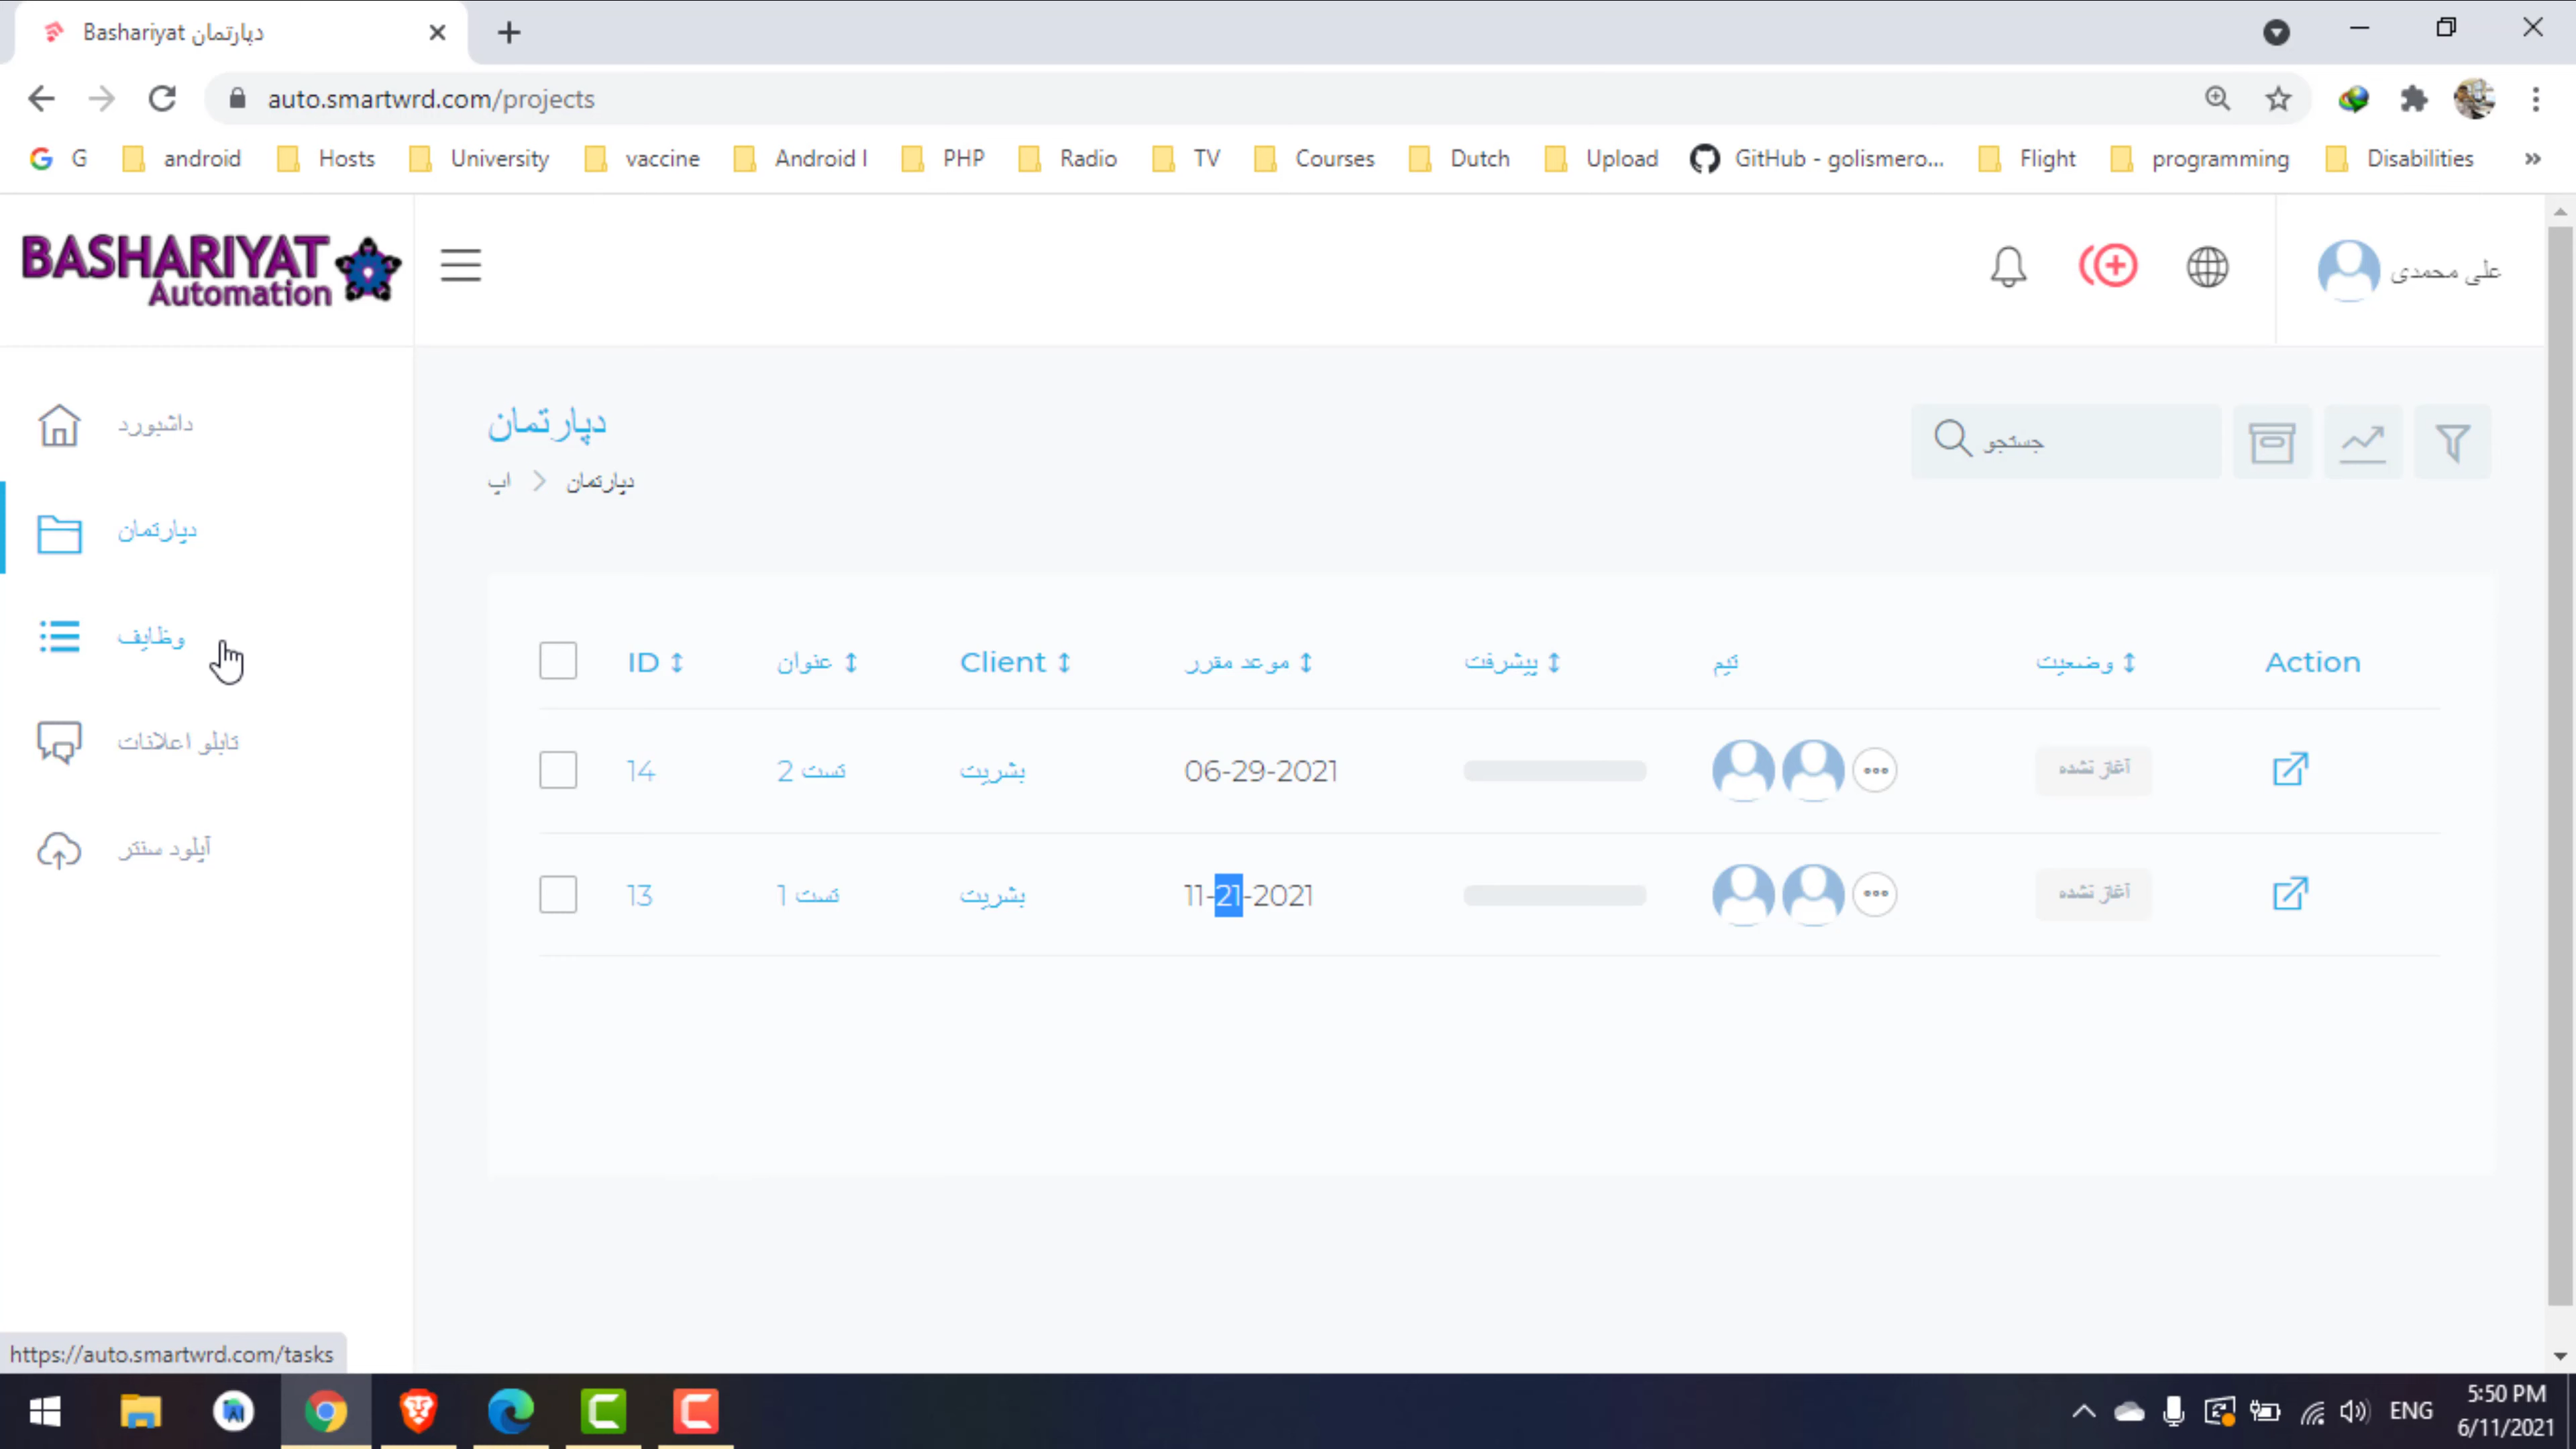 Bashariyat دپارتمان
auto.smartwrd.com/projects
G
android
Hosts
University
vaccine
Android I
PHP
Radio
TV
Courses
Dutch
Upload
GitHub - golismero...
Flight
programming
Disabilities
»
BASHARIYAT
Automation
علی محمدی
داشبورد
دپارتمان
وظایف
تابلو اعلانات
آپلود سنتر
دپارتمان
اپ > دپارتمان
جستجو
ID
عنوان
Client
موعد مقرر
پیشرفت
تیم
وضعیت
Action
14
تست 2
بشریت
06-29-2021
آغاز نشده
13
تست 1
بشریت
11-21-2021
آغاز نشده
https://auto.smartwrd.com/tasks
ENG
5:50 PM
6/11/2021